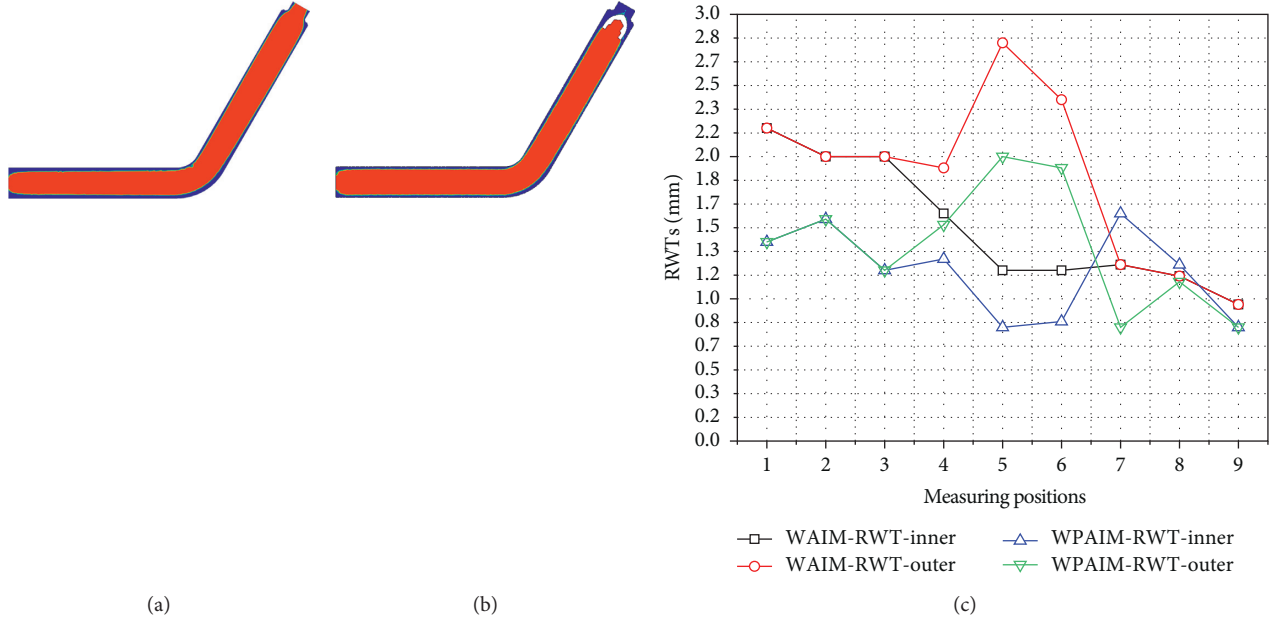 3.0
2.8
2.7
2.5
2.3
2.2
2.0
1.8
1.7
1.5
1.3
1.2
1.0
0.8
0.7
0.5
0.3
0.2
0.0
RWTs (mm)
1 2 3 4 5 6 7 8 9
Measuring positions
WAIM-RWT-inner
WAIM-RWT-outer
WPAIM-RWT-inner
WPAIM-RWT-outer
(a)
(b)
(c)